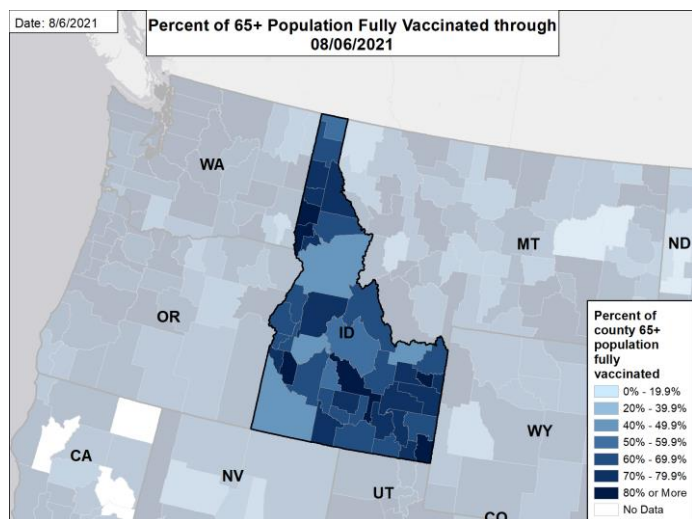 Date: 8/6/2021
Percent of 65+ Population Fully Vaccinated through
08/06/2021
WA
MT
ND
OR
ID
WY
CA
NV
UT
CO
Percent of
county 65+
population
fully
vaccinated
0% - 19.9%
20% - 39.9%
40% - 49.9%
50% - 59.9%
60% - 69.9%
70% - 79.9%
80% or More
No Data